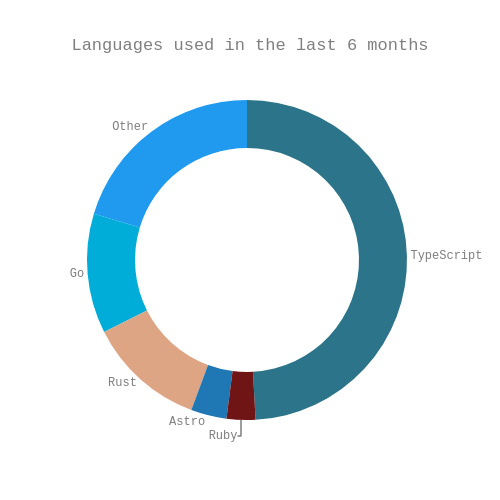 Languages used in the last 6 months
Other
TypeScript
Go
Rust
Astro
Ruby